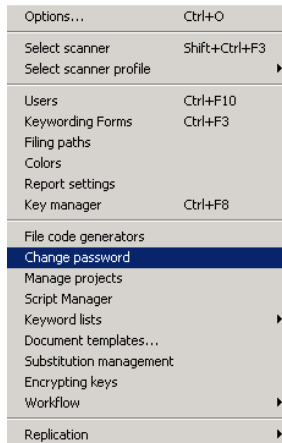 Options... Ctrl+O
Select scanner Shift+Ctrl+F3
Select scanner profile
Users Ctrl+F10
Keywording Forms Ctrl+F3
Filing paths
Colors
Report settings
Key manager Ctrl+F8
File code generators
Change password
Manage projects
Script Manager
Keyword lists
Document templates...
Substitution management
Encrypting keys
Workflow
Replication